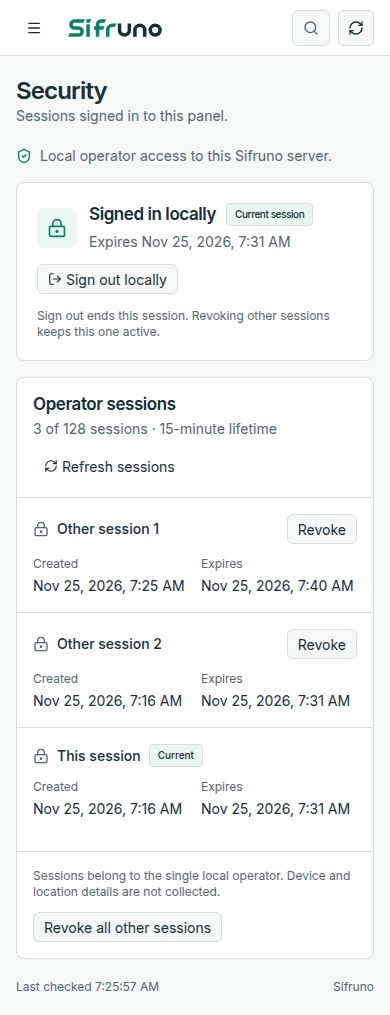 Sifruno
Security
Sessions signed in to this panel.
Local operator access to this Sifruno server.
Signed in locally Current session
Expires Nov 25, 2026, 7:31 AM
Sign out locally
Sign out ends this session. Revoking other sessions
keeps this one active.
Operator sessions
3 of 128 sessions · 15-minute lifetime
Refresh sessions
Other session 1 Revoke
Created Expires
Nov 25, 2026, 7:25 AM Nov 25, 2026, 7:40 AM
Other session 2 Revoke
Created Expires
Nov 25, 2026, 7:16 AM Nov 25, 2026, 7:31 AM
This session Current
Created Expires
Nov 25, 2026, 7:16 AM Nov 25, 2026, 7:31 AM
Sessions belong to the single local operator. Device and
location details are not collected.
Revoke all other sessions
Last checked 7:25:57 AM Sifruno